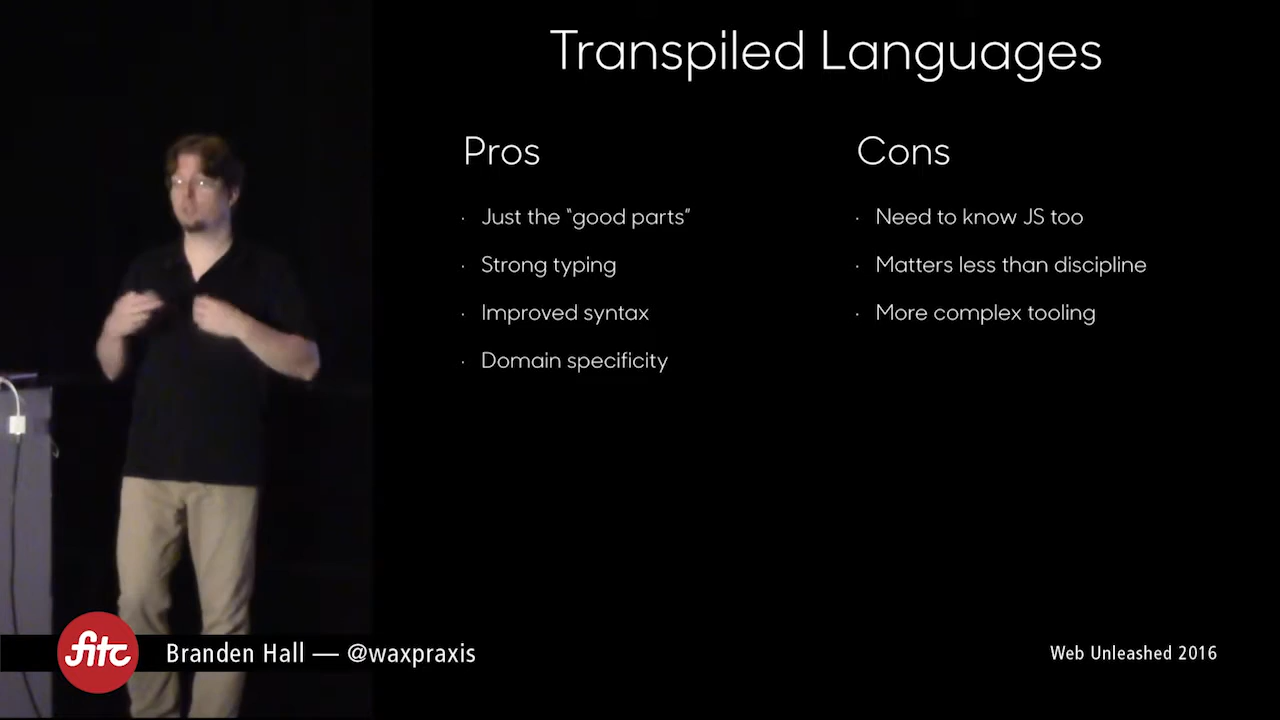 Transpiled Languages
Pros
· Just the “good parts”
· Strong typing
· Improved syntax
· Domain specificity
Cons
· Need to know JS too
· Matters less than discipline
· More complex tooling
fitc
Branden Hall — @waxpraxis
Web Unleashed 2016